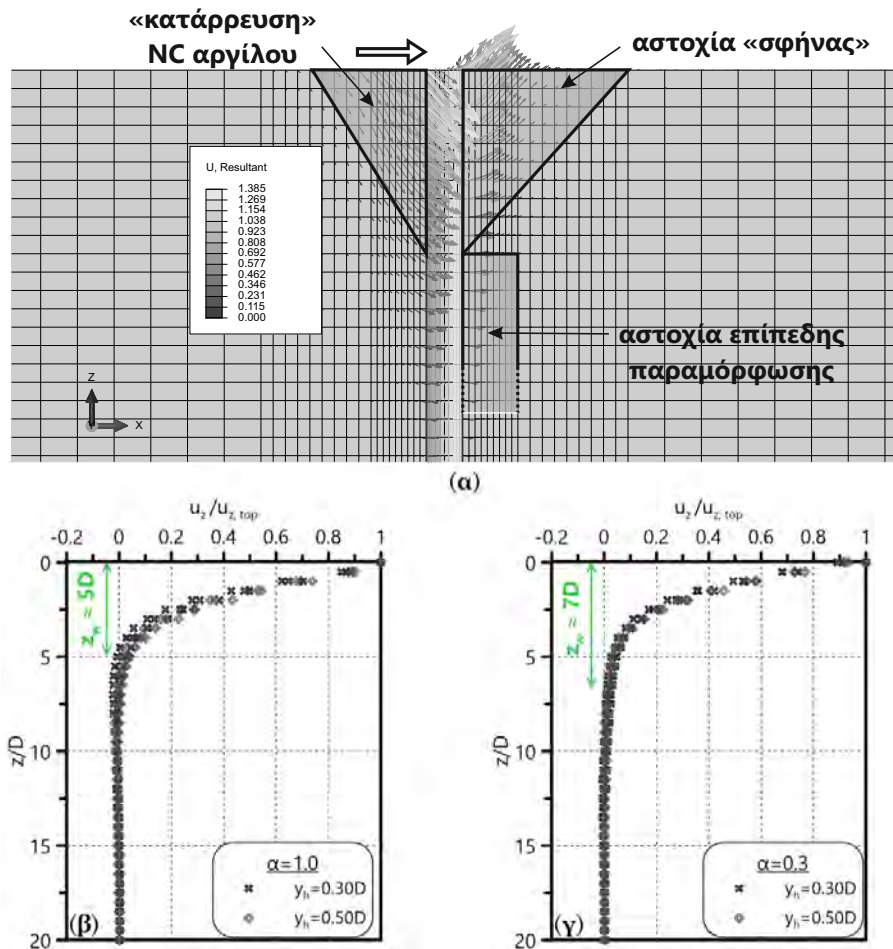 «κατάρρευση»
NC αργίλου
αστοχία «σφήνας»
U, Resultant
1.385
1.269
1.154
1.038
0.923
0.808
0.692
0.577
0.462
0.346
0.231
0.115
0.000
αστοχία επίπεδης
παραμόρφωσης
Z
X
(α)
u_z/u_z, top
-0.2 0 0.2 0.4 0.6 0.8 1
0
5
10
15
20
z/D
z_w ≈ 5D
α=1.0
y_h=0.30D
y_h=0.50D
(β)
u_z/u_z, top
-0.2 0 0.2 0.4 0.6 0.8 1
0
5
10
15
20
z/D
z_w ≈ 7D
α=0.3
y_h=0.30D
y_h=0.50D
(γ)